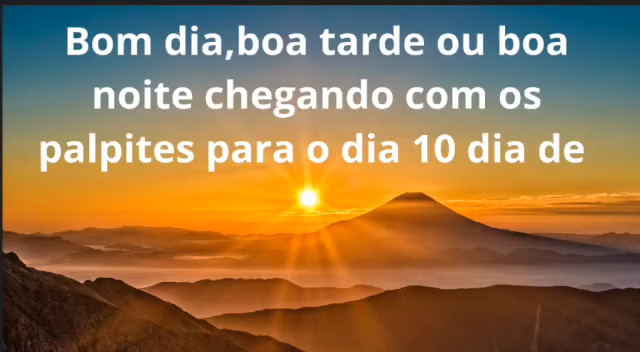 Bom dia,boa tarde ou boa
noite chegando com os
palpites para o dia 10 dia de